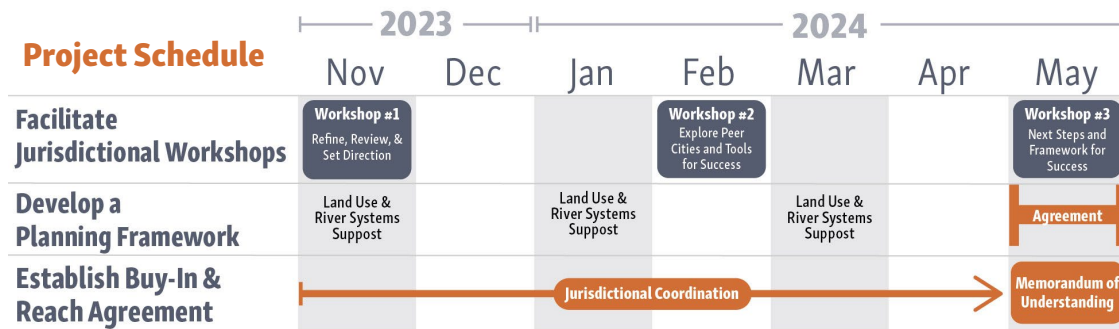 2023
2024
Project Schedule
Nov
Dec
Jan
Feb
Mar
Apr
May
Facilitate
Jurisdictional Workshops
Workshop #1
Refine, Review, &
Set Direction
Workshop #2
Explore Peer
Cities and Tools
for Success
Workshop #3
Next Steps and
Framework for
Success
Develop a
Planning Framework
Land Use &
River Systems
Suppost
Land Use &
River Systems
Suppost
Land Use &
River Systems
Suppost
Agreement
Establish Buy-In &
Reach Agreement
Jurisdictional Coordination
Memorandum of
Understanding